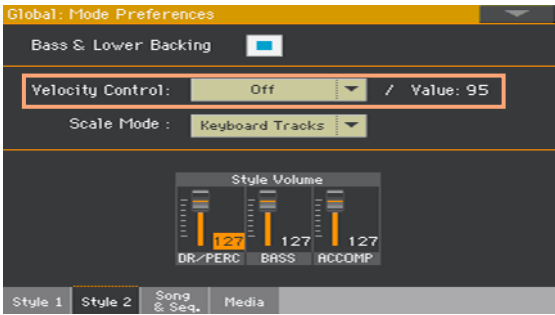 Global: Mode Preferences
Bass & Lower Backing
Velocity Control: Off / Value: 95
Scale Mode : Keyboard Tracks
Style Volume
127 127 127
DR/PERC BASS ACCOMP
Style 1 Style 2 Song & Seq. Media